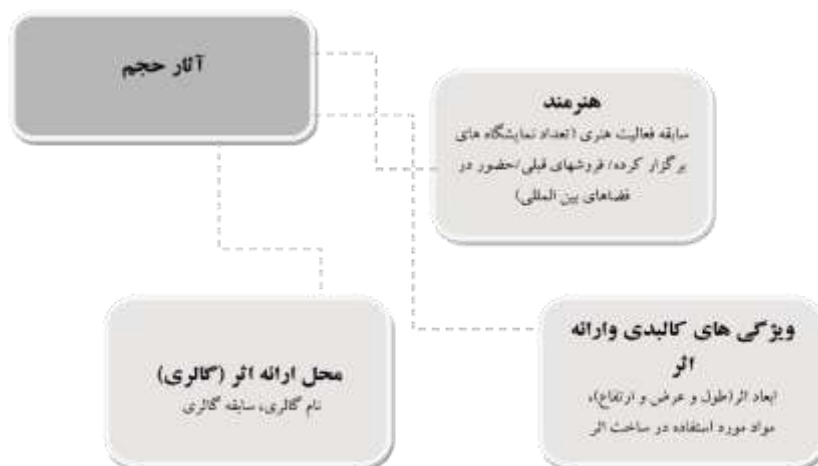 آثار حجم
هنرمند
سابقه فعالیت هنری (تعداد نمایشگاه های
برگزار کرده/ فروشهای قبلی/حضور در
فضاهای بین المللی)
ویژگی های کالبدی وارائه
اثر
ابعاد اثر(طول و عرض و ارتفاع)،
مواد مورد استفاده در ساخت اثر
محل ارائه اثر (گالری)
نام گالری، سابقه گالری